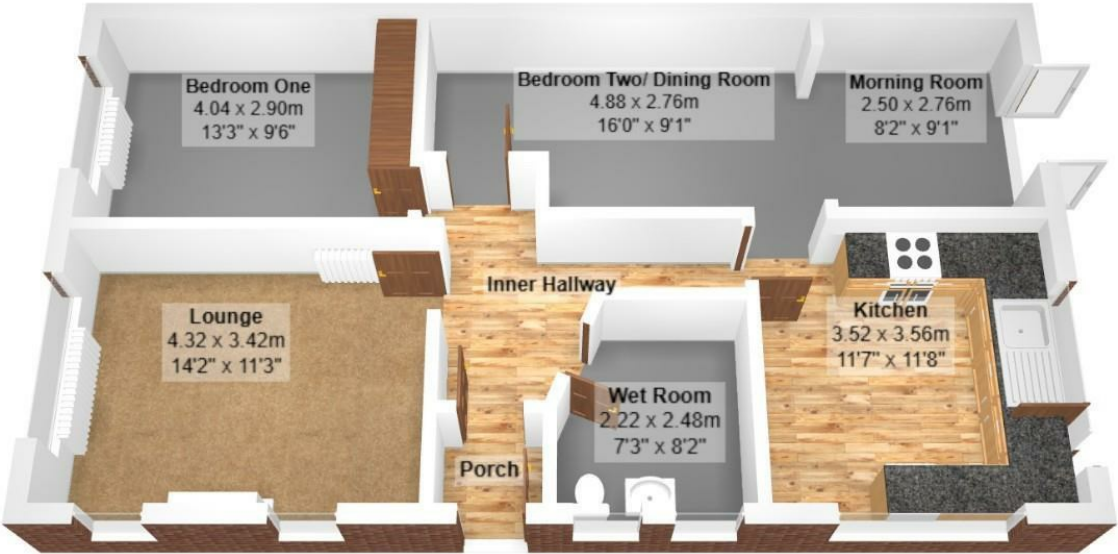 Bedroom One
4.04 x 2.90m
13'3" x 9'6"
Bedroom Two/ Dining Room
4.88 x 2.76m
16'0" x 9'1"
Morning Room
2.50 x 2.76m
8'2" x 9'1"
Inner Hallway
Lounge
4.32 x 3.42m
14'2" x 11'3"
Kitchen
3.52 x 3.56m
11'7" x 11'8"
Wet Room
2.22 x 2.48m
7'3" x 8'2"
Porch